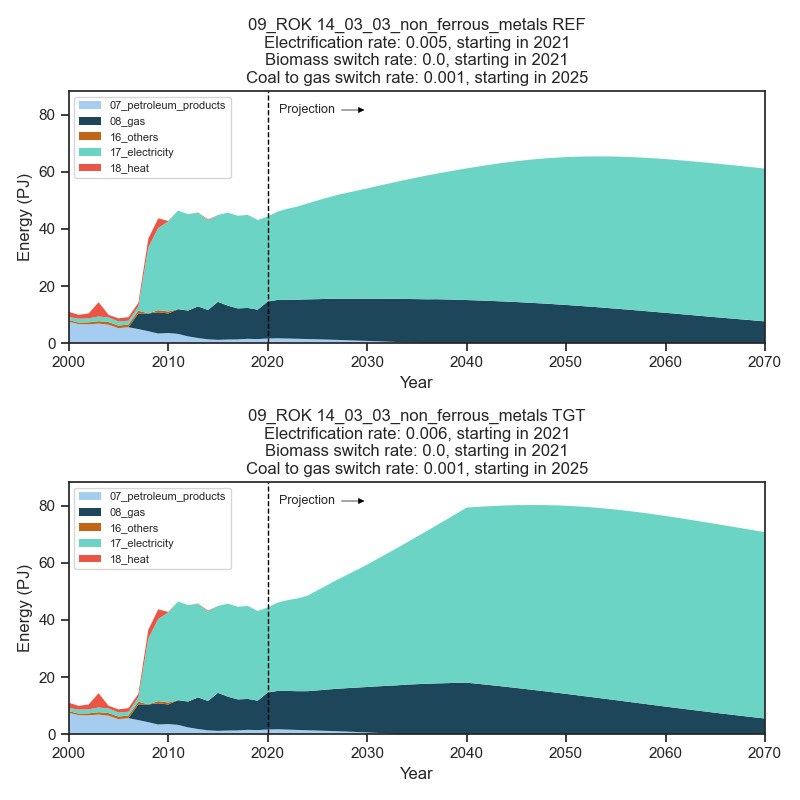 09_ROK 14_03_03_non_ferrous_metals REF
Electrification rate: 0.005, starting in 2021
Biomass switch rate: 0.0, starting in 2021
Coal to gas switch rate: 0.001, starting in 2025
Energy (PJ)
80
60
40
20
0
07_petroleum_products
08_gas
16_others
17_electricity
18_heat
Projection
2000 2010 2020 2030 2040 2050 2060 2070
Year
09_ROK 14_03_03_non_ferrous_metals TGT
Electrification rate: 0.006, starting in 2021
Biomass switch rate: 0.0, starting in 2021
Coal to gas switch rate: 0.001, starting in 2025
Energy (PJ)
80
60
40
20
0
07_petroleum_products
08_gas
16_others
17_electricity
18_heat
Projection
2000 2010 2020 2030 2040 2050 2060 2070
Year